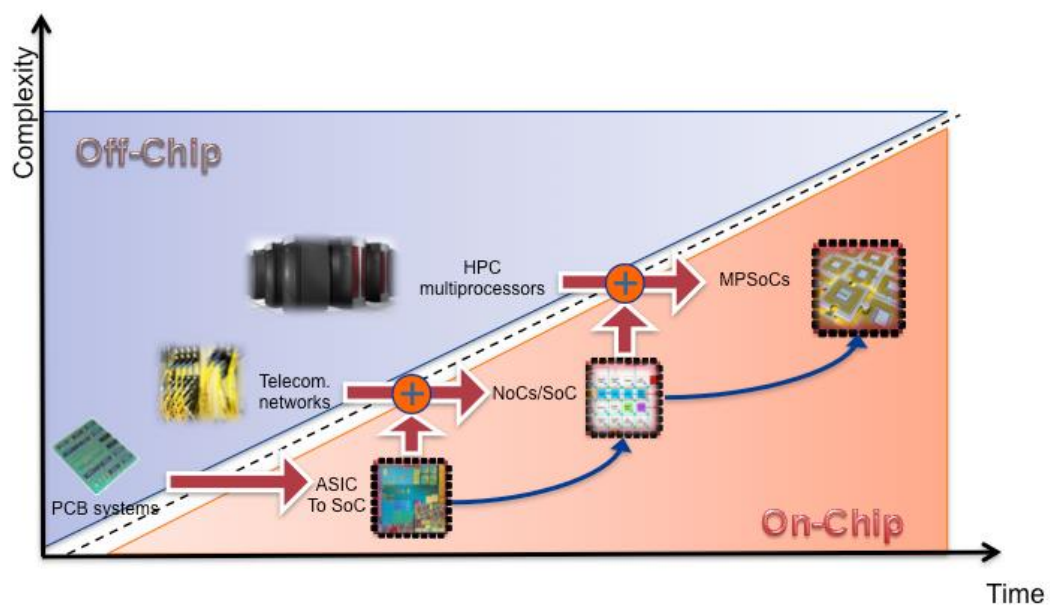 Complexity
Off-Chip
HPC
multiprocessors
MPSoCs
Telecom.
networks
NoCs/SoC
PCB systems
ASIC
To SoC
On-Chip
Time